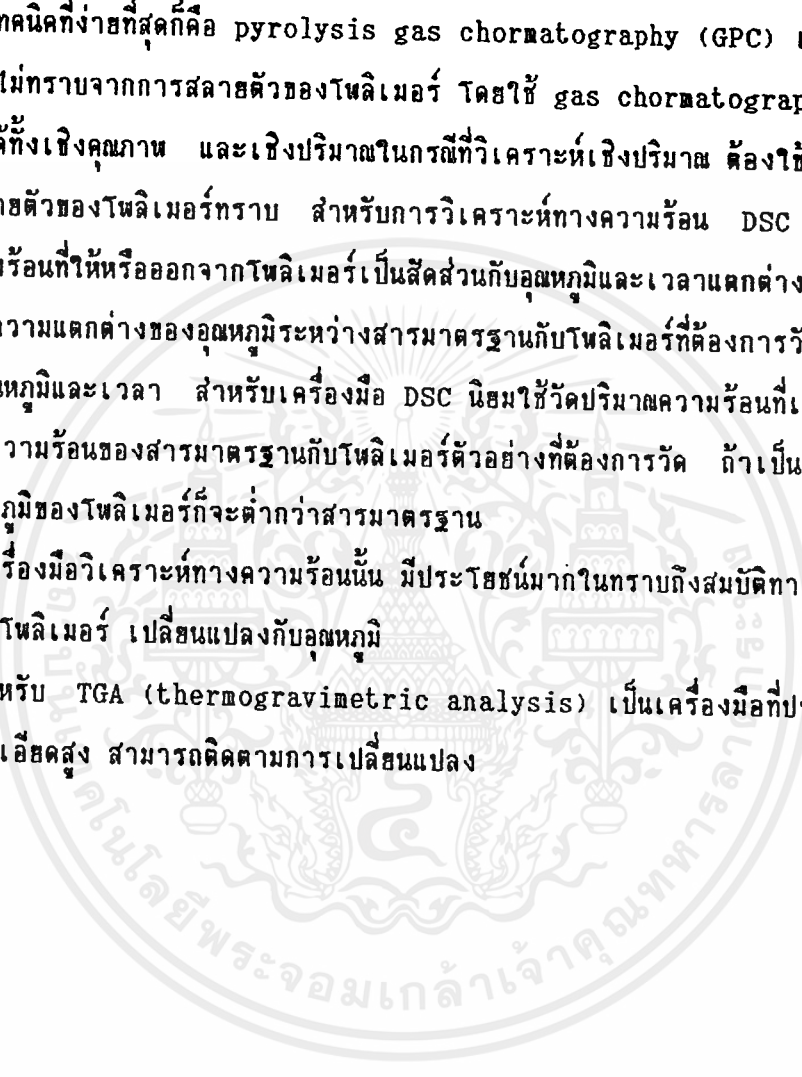 ทคนิคที่ง่ายที่สุดก็คือ pyrolysis gas chormatography (GPC)
ไม่ทราบจากการสลายตัวของโพลิเมอร์ โดยใช้ gas chormatograp
ด้ทั้งเชิงคุณภาพ และเชิงปริมาณในกรณีที่วิเคราะห์เชิงปริมาณ ต้องใช้
ายตัวของโพลิเมอร์ทราบ สำหรับการวิเคราะห์ทางความร้อน DSC
มร้อนที่ให้หรือออกจากโพลิเมอร์เป็นสัดส่วนกับอุณหภูมิและเวลาแตกต่าง
ความแตกต่างของอุณหภูมิระหว่างสารมาตรฐานกับโพลิเมอร์ที่ต้องการวั
ณหภูมิและเวลา สำหรับเครื่องมือ DSC นิยมใช้วัดปริมาณความร้อนที่เ
วามร้อนของสารมาตรฐานกับโพลิเมอร์ตัวอย่างที่ต้องการวัด ถ้าเป็น
ภูมิของโพลิเมอร์ก็จะต่ำกว่าสารมาตรฐาน
รื่องมือวิเคราะห์ทางความร้อนนั้น มีประโยชน์มากในทราบถึงสมบัติทา
โพลิเมอร์ เปลี่ยนแปลงกับอุณหภูมิ
หรับ TGA (thermogravimetric analysis) เป็นเครื่องมือที่ป
เอียดสูง สามารถติดตามการเปลี่ยนแปลง
คโนโลยีพระจอมเกล้าเจ้าคุณทหารลา